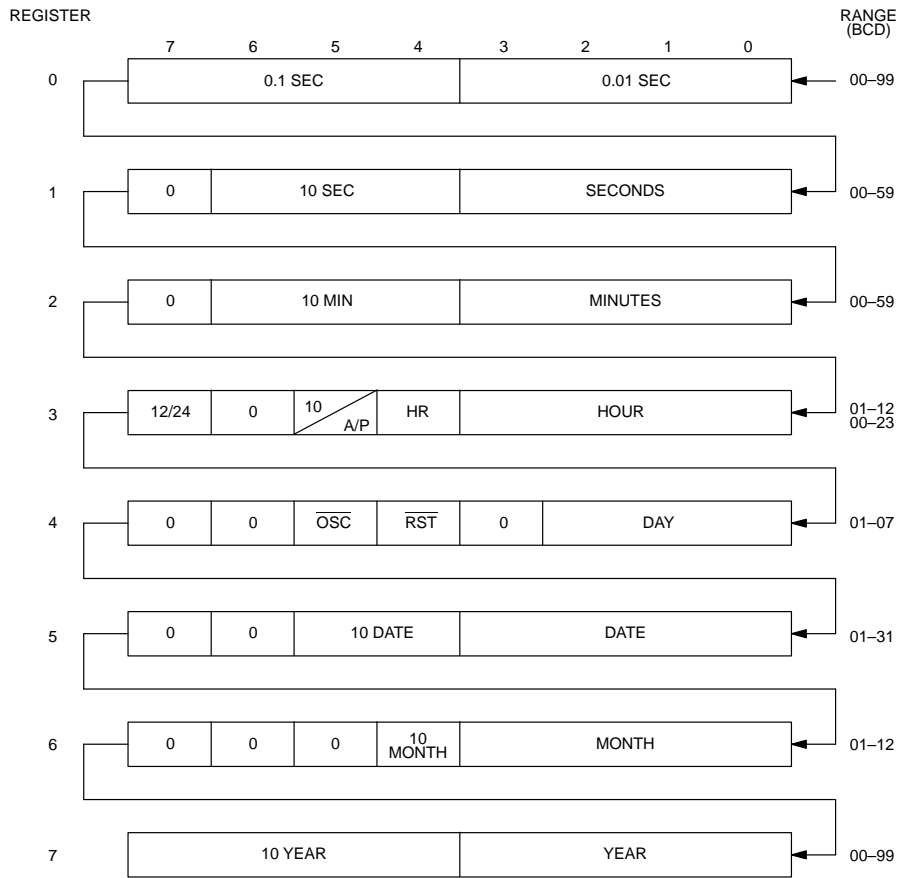 REGISTER
RANGE
(BCD)
7 6 5 4 3 2 1 0
0 0.1 SEC 0.01 SEC 00–99
1 0 10 SEC SECONDS 00–59
2 0 10 MIN MINUTES 00–59
3 12/24 0 10 A/P HR HOUR 01–12
00–23
4 0 0 O̅S̅C̅ R̅S̅T̅ 0 DAY 01–07
5 0 0 10 DATE DATE 01–31
6 0 0 0 10 MONTH MONTH 01–12
7 10 YEAR YEAR 00–99